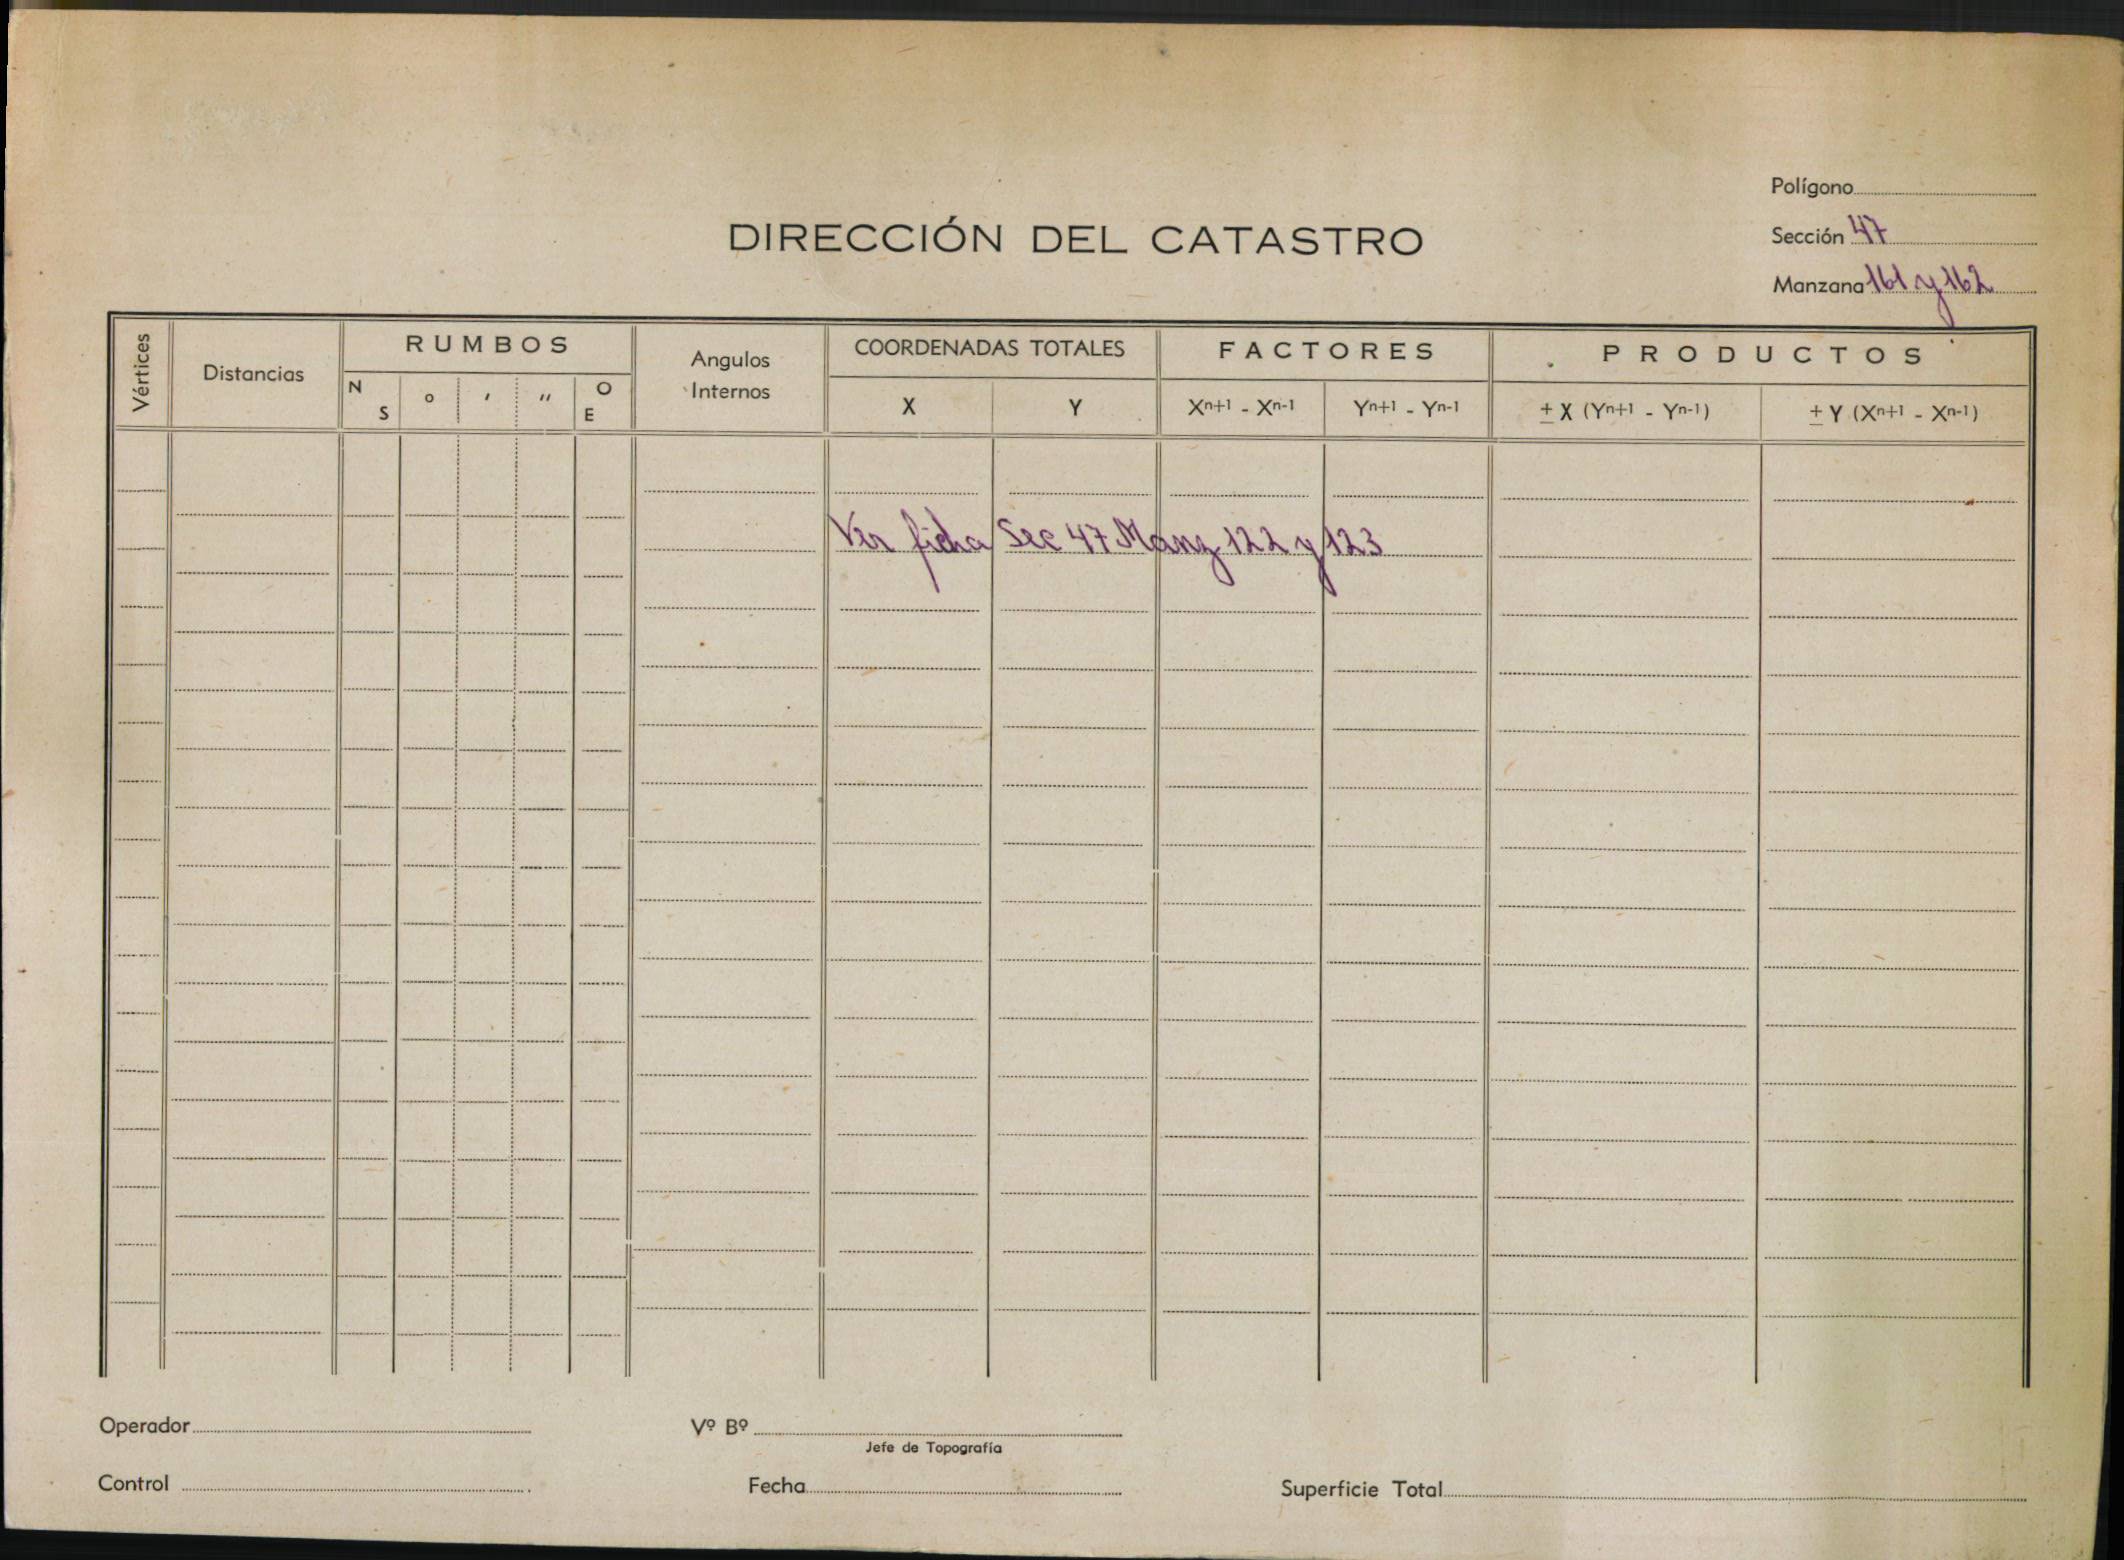 Polígono
DIRECCIÓN DEL CATASTRO
Sección 47
Manzana 161 y 162
Vértices
Distancias
RUMBOS
N S
o
′
″
O E
Angulos
Internos
COORDENADAS TOTALES
X
Y
FACTORES
Xn+1 - Xn-1
Yn+1 - Yn-1
PRODUCTOS
± X (Yn+1 - Yn-1)
± Y (Xn+1 - Xn-1)
Ver ficha Sec 47 Manz 122 y 123
Operador
Vº Bº
Jefe de Topografía
Control
Fecha
Superficie Total